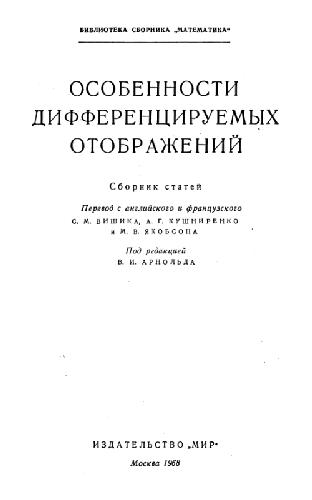 БИБЛИОТЕКА СБОРНИКА „МАТЕМАТИКА“
ОСОБЕННОСТИ
ДИФФЕРЕНЦИРУЕМЫХ
ОТОБРАЖЕНИЙ
Сборник статей
Перевод с английского и французского
С. М. ВИШИКА, А. Г. КУШНИРЕНКО
и М. В. ЯКОБСОНА
Под редакцией
В. И. АРНОЛЬДА
ИЗДАТЕЛЬСТВО „МИР“
Москва 1968